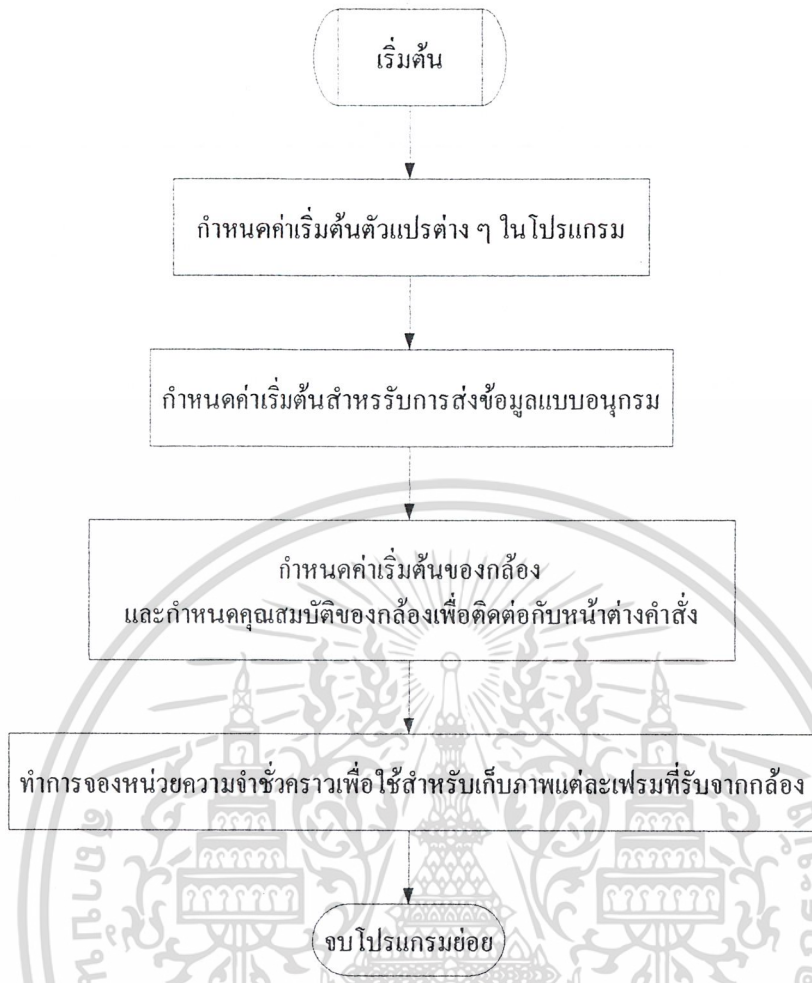 เริ่มต้น
กำหนดค่าเริ่มต้นตัวแปรต่าง ๆ ในโปรแกรม
กำหนดค่าเริ่มต้นสำหรรับการส่งข้อมูลแบบอนุกรม
กำหนดค่าเริ่มต้นของกล้อง
และกำหนดคุณสมบัติของกล้องเพื่อติดต่อกับหน้าต่างคำสั่ง
ทำการจองหน่วยความจำชั่วคราวเพื่อใช้สำหรับเก็บภาพแต่ละเฟรมที่รับจากกล้อง
จบโปรแกรมย่อย